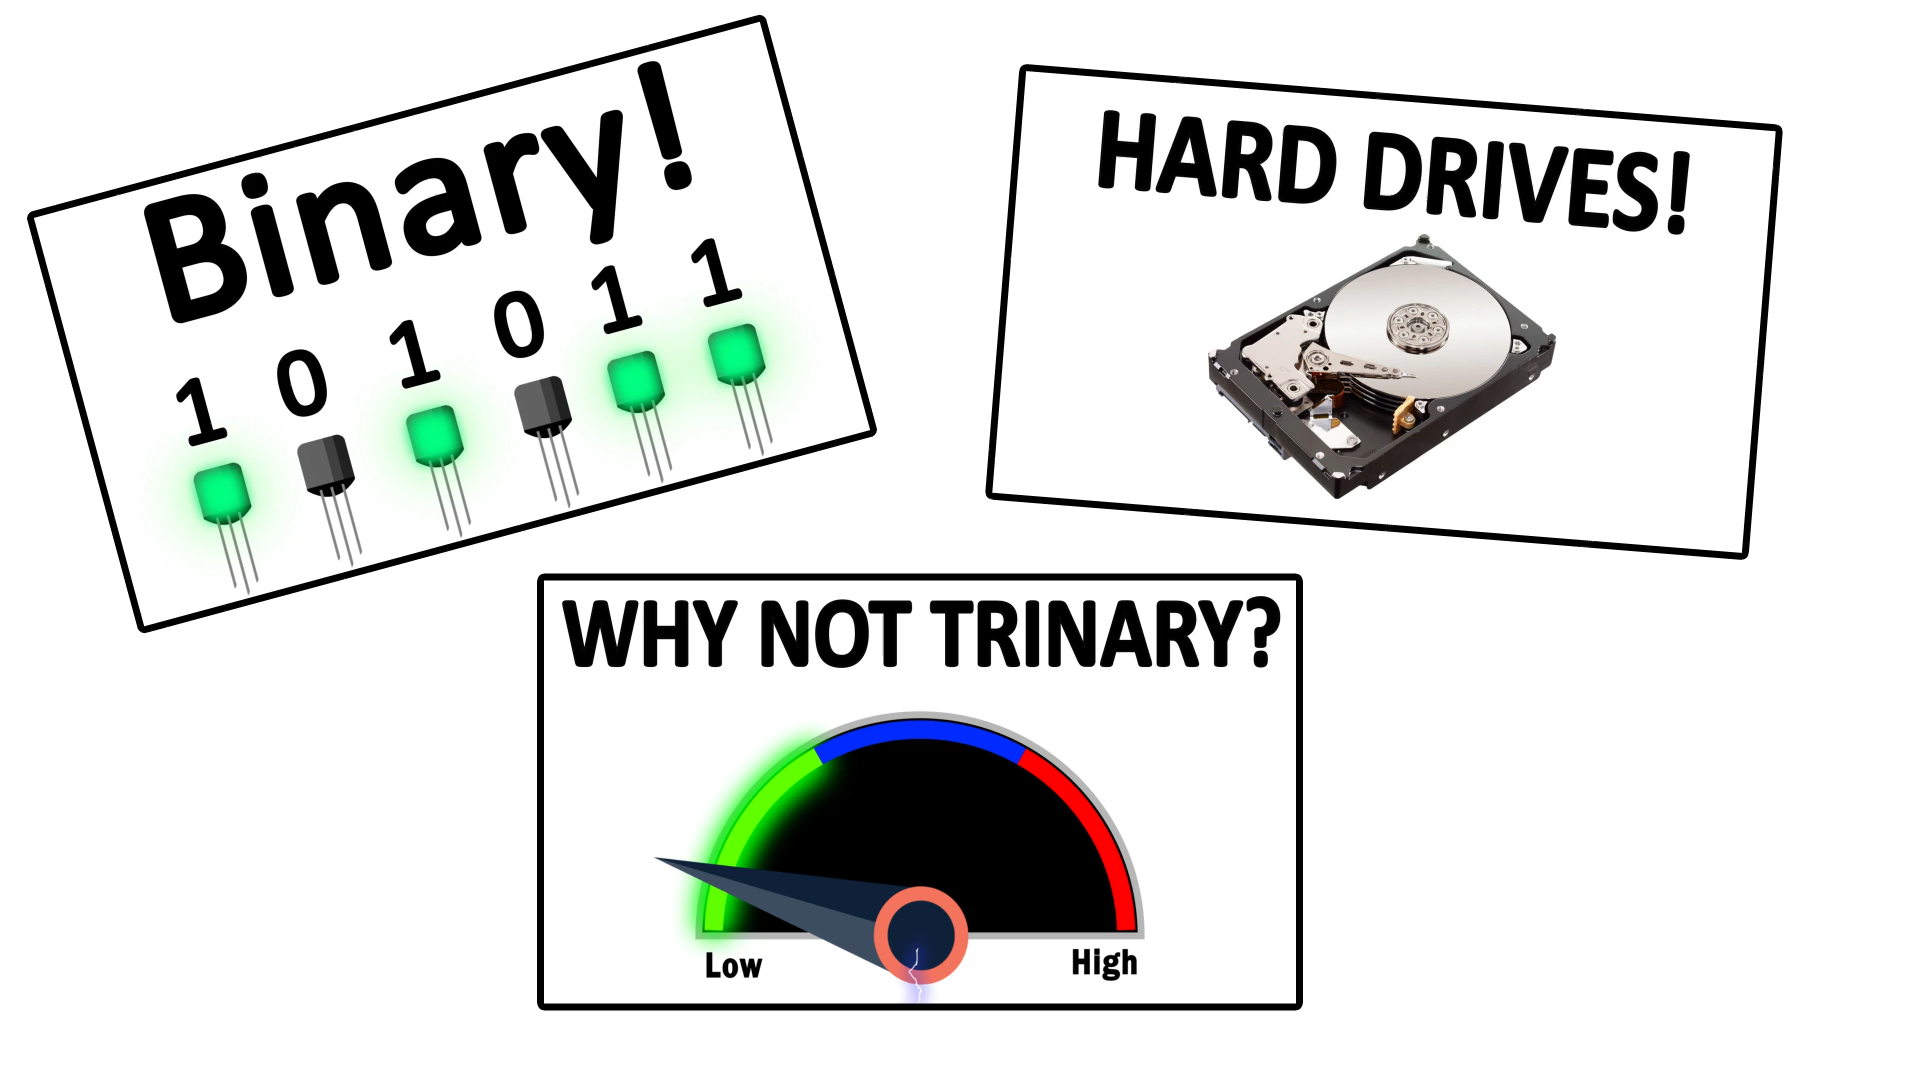 Binary!
1 0 1 0 1 1
HARD DRIVES!
WHY NOT TRINARY?
Low
High